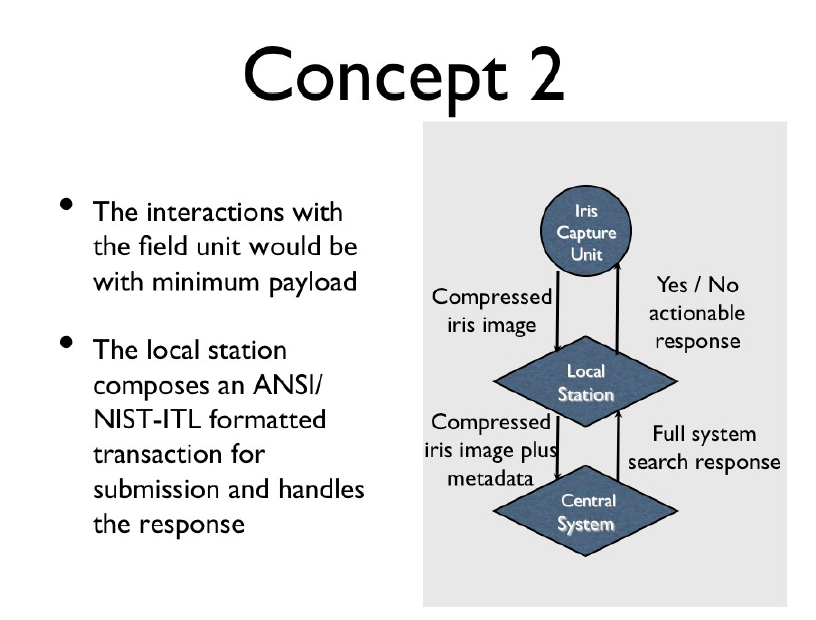 Concept 2
• The interactions with
the field unit would be
with minimum payload
• The local station
composes an ANSI/
NIST-ITL formatted
transaction for
submission and handles
the response
Iris
Capture
Unit
Compressed
iris image
Yes / No
actionable
response
Local
Station
Compressed
iris image plus
metadata
Full system
search response
Central
System